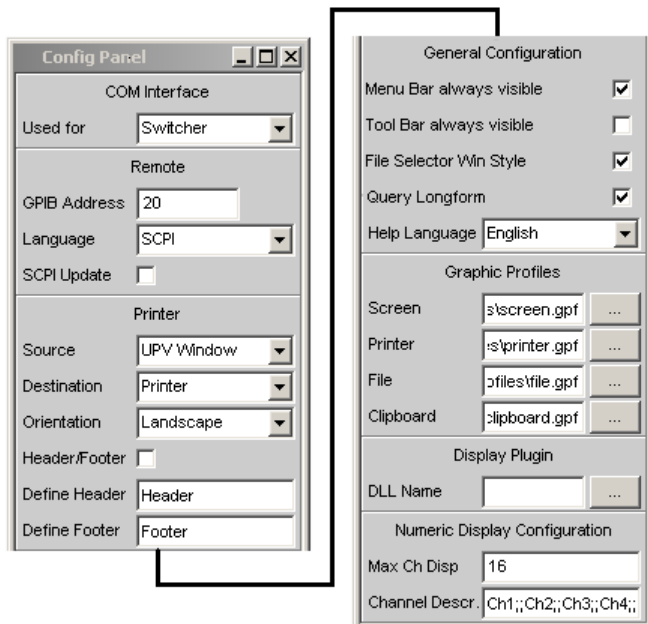 Config Panel
COM Interface
Used for Switcher
Remote
GPIB Address 20
Language SCPI
SCPI Update
Printer
Source UPV Window
Destination Printer
Orientation Landscape
Header/Footer
Define Header Header
Define Footer Footer
General Configuration
Menu Bar always visible
Tool Bar always visible
File Selector Win Style
Query Longform
Help Language English
Graphic Profiles
Screen s\screen.gpf ...
Printer :s\printer.gpf ...
File ofiles\file.gpf ...
Clipboard clipboard.gpf ...
Display Plugin
DLL Name ...
Numeric Display Configuration
Max Ch Disp 16
Channel Descr. Ch1;;Ch2;;Ch3;;Ch4;;